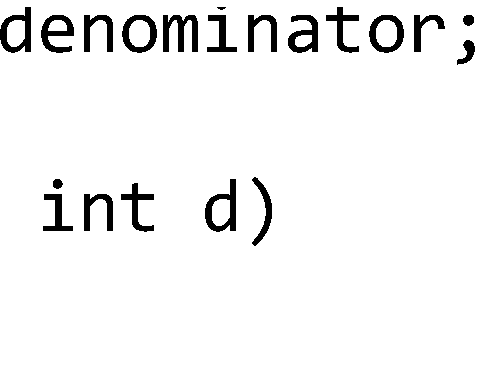 denominator;
int d)